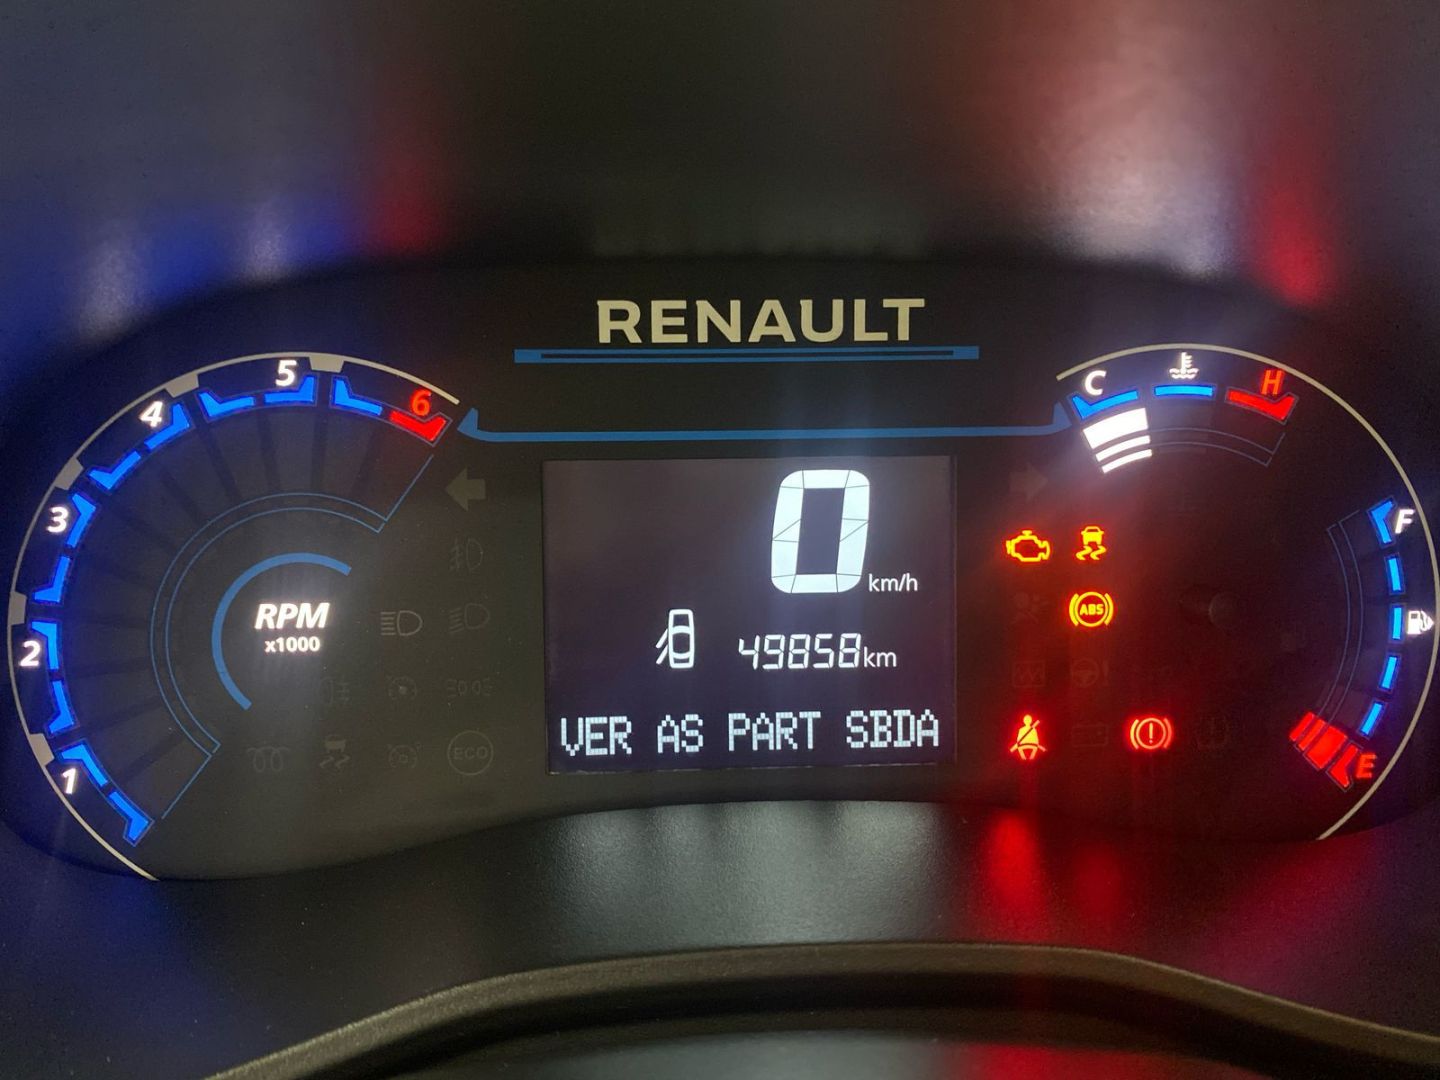 RENAULT
1
2
3
4
5
6
RPM
x1000
0
km/h
49858km
VER AS PART SBDA
C
H
ABS
F
E
ECO